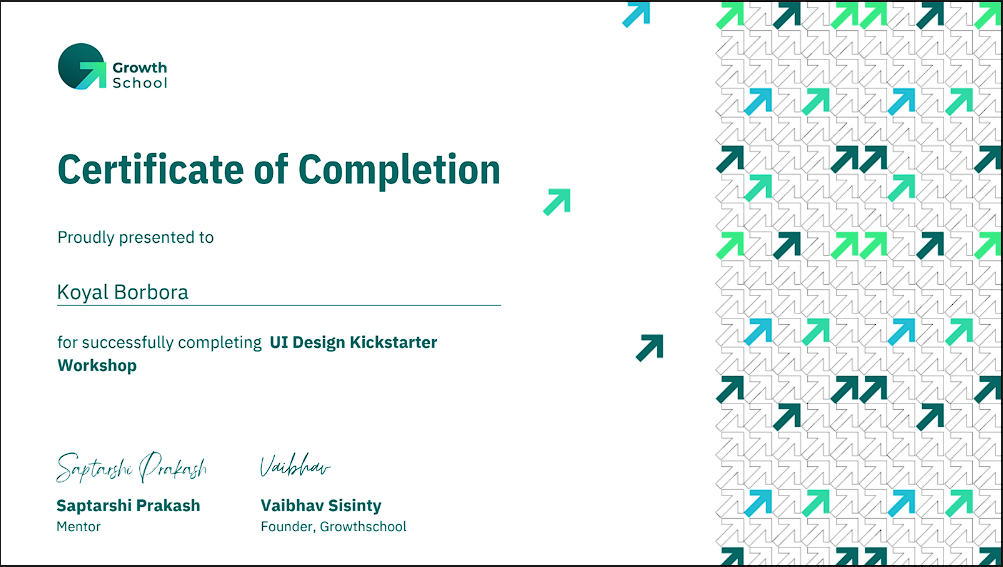 Growth
School
Certificate of Completion
Proudly presented to
Koyal Borbora
for successfully completing UI Design Kickstarter
Workshop
Saptarshi Prakash Vaibhav
Saptarshi Prakash Vaibhav Sisinty
Mentor Founder, Growthschool